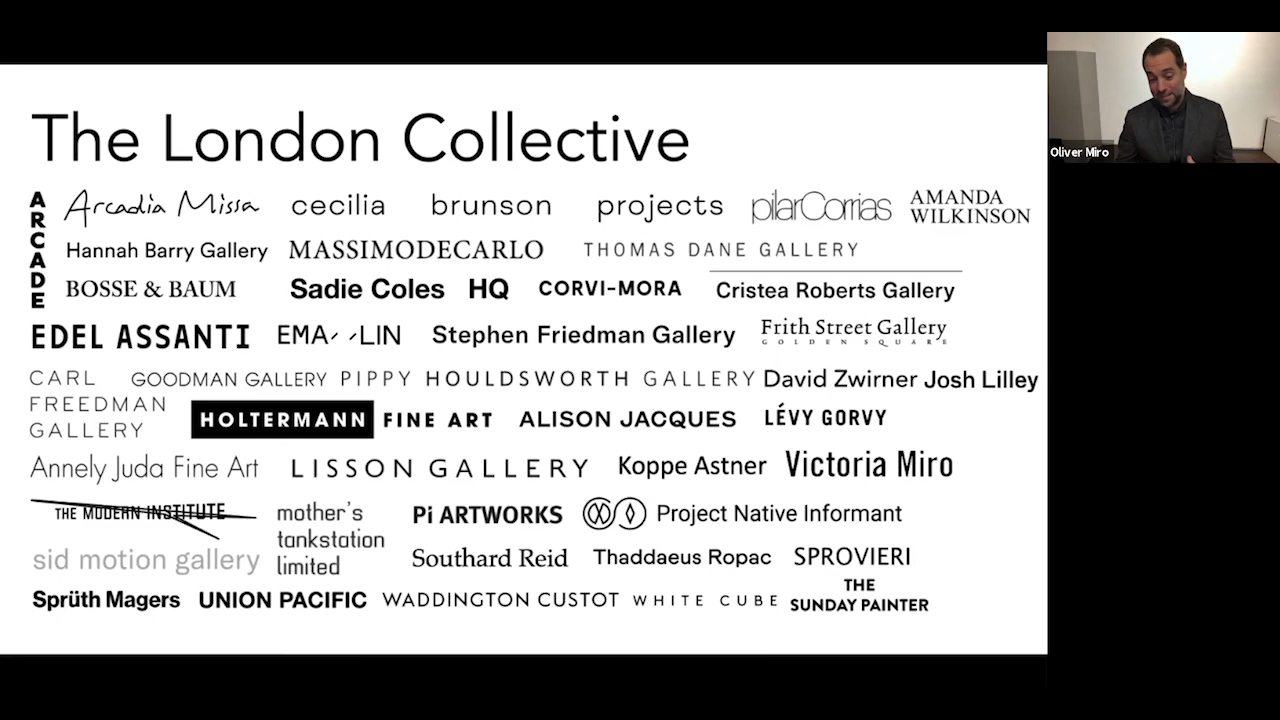 The London Collective
ARCADE
Arcadia Missa cecilia brunson projects pilarCorrias AMANDA WILKINSON
Hannah Barry Gallery MASSIMODECARLO THOMAS DANE GALLERY
BOSSE & BAUM Sadie Coles HQ CORVI-MORA Cristea Roberts Gallery
EDEL ASSANTI EMA LIN Stephen Friedman Gallery Frith Street Gallery
GOLDEN SQUARE
CARL FREEDMAN GALLERY GOODMAN GALLERY PIPPY HOULDSWORTH GALLERY David Zwirner Josh Lilley
HOLTERMANN FINE ART ALISON JACQUES LÉVY GORVY
Annely Juda Fine Art LISSON GALLERY Koppe Astner Victoria Miro
THE MODERN INSTITUTE mother's tankstation limited Pi ARTWORKS Project Native Informant
sid motion gallery Southard Reid Thaddaeus Ropac SPROVIERI
Sprüth Magers UNION PACIFIC WADDINGTON CUSTOT WHITE CUBE THE SUNDAY PAINTER
Oliver Miro